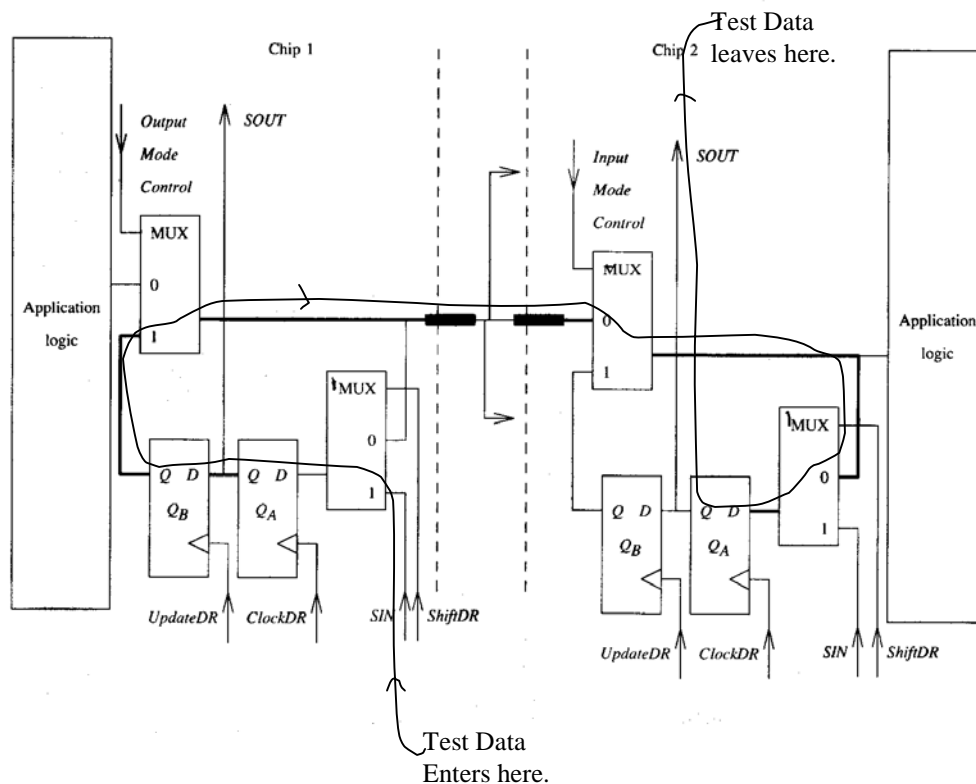 Test Data
leaves here.
Chip 1
Chip 2
Output
Mode
Control
SOUT
Input
Mode
Control
SOUT
MUX
0
1
MUX
0
1
Application
logic
Application
logic
MUX
0
1
MUX
0
1
Q D
Q_B
Q D
Q_A
Q D
Q_B
Q D
Q_A
UpdateDR
ClockDR
SIN
ShiftDR
UpdateDR
ClockDR
SIN
ShiftDR
Test Data
Enters here.